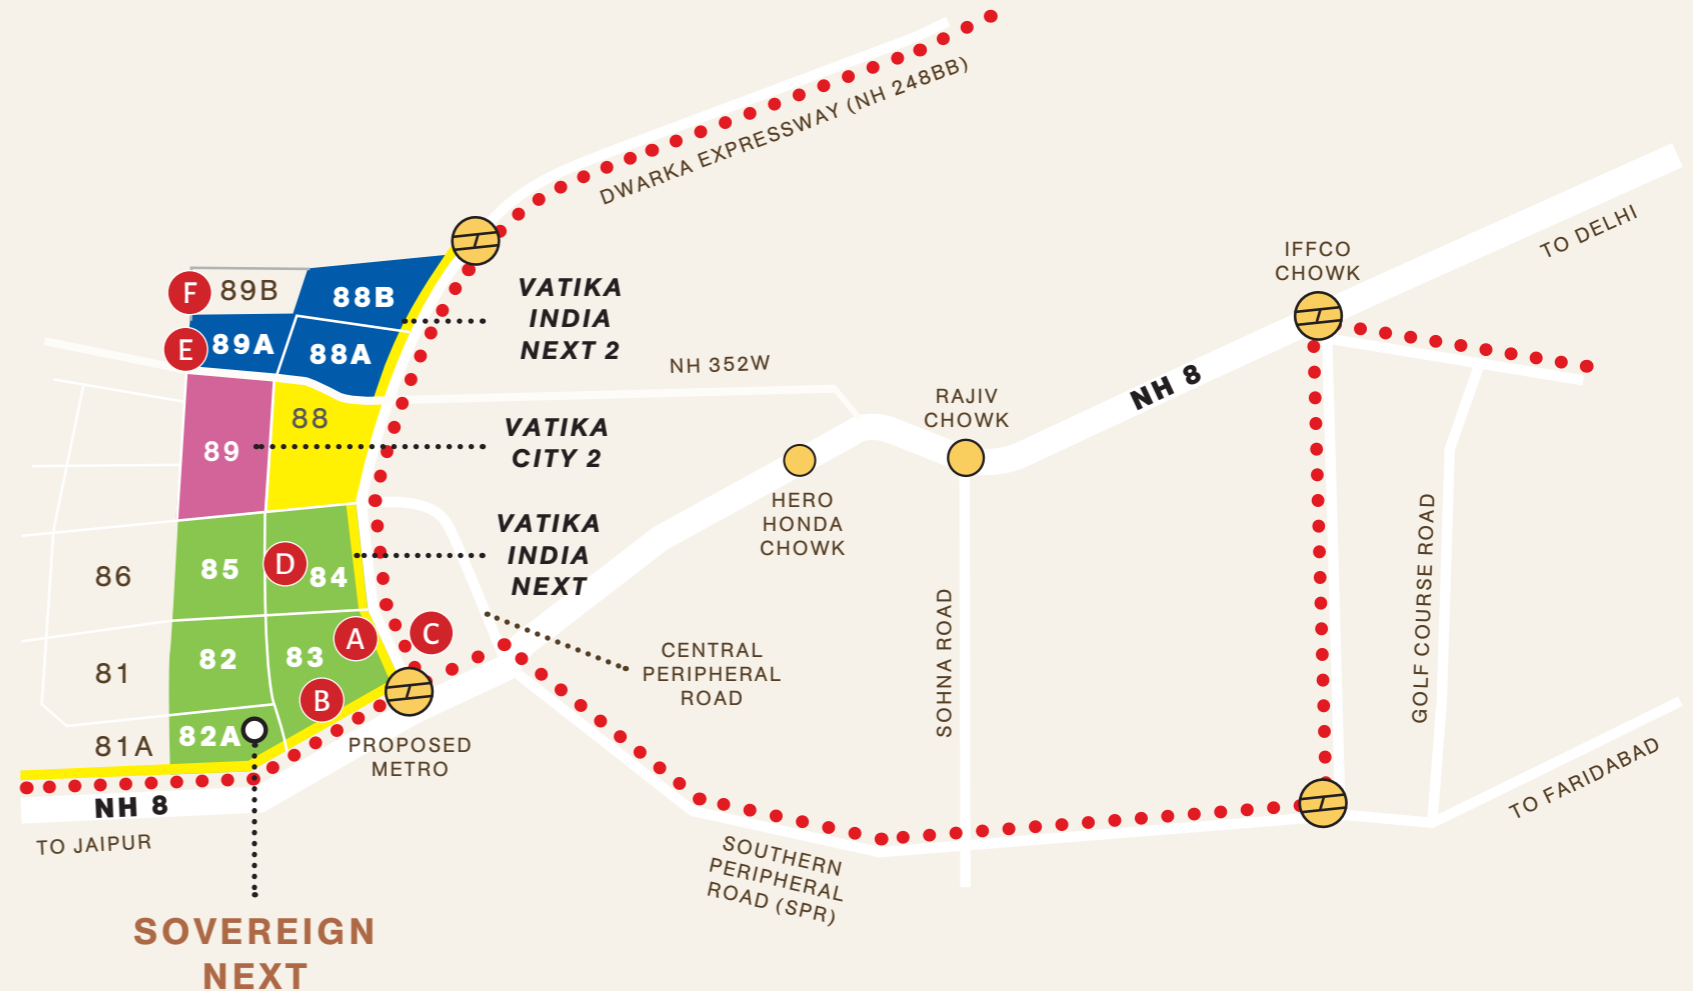 DWARKA EXPRESSWAY (NH 248BB)
TO DELHI
IFFCO
CHOWK
F
89B
88B
E
89A
88A
VATIKA
INDIA
NEXT 2
NH 352W
NH 8
RAJIV
CHOWK
88
89
VATIKA
CITY 2
HERO
HONDA
CHOWK
VATIKA
INDIA
NEXT
86
85
D
84
GOLF COURSE ROAD
SOHNA ROAD
A
C
81
82
83
B
CENTRAL
PERIPHERAL
ROAD
81A
82A
PROPOSED
METRO
NH 8
TO JAIPUR
TO FARIDABAD
SOUTHERN
PERIPHERAL
ROAD (SPR)
SOVEREIGN
NEXT